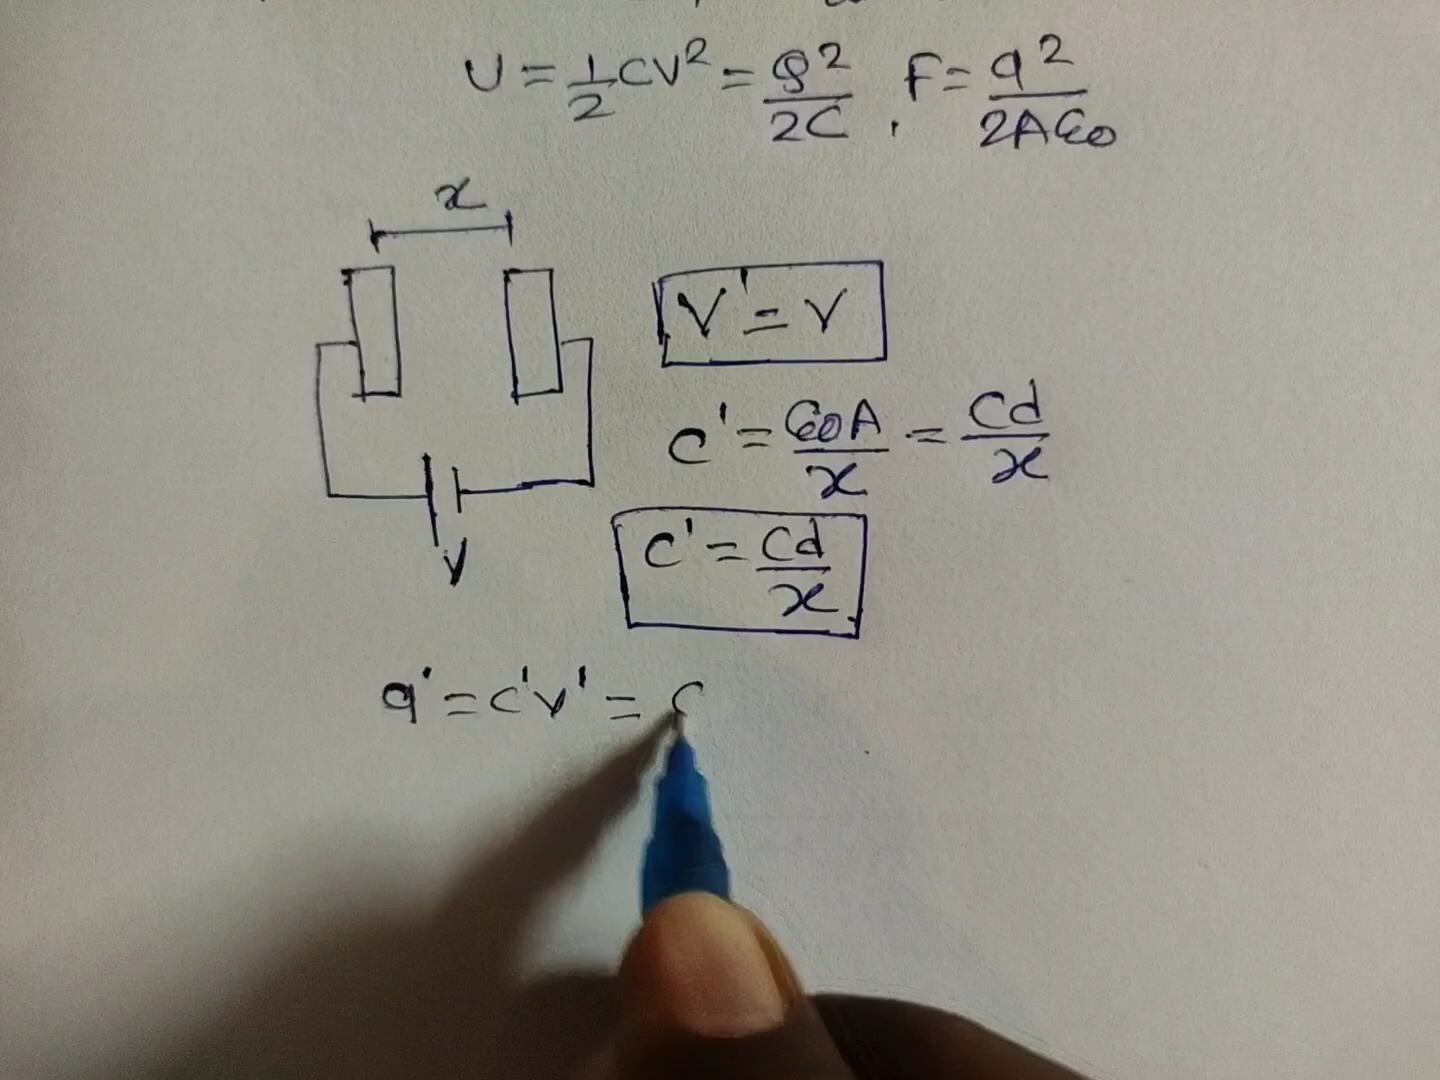 U = 1/2 CV² = Q²/2C , F = q²/2Aε₀
x
V' = V
C' = ε₀A/x = Cd/x
C' = Cd/x
V
q' = C'V' = C